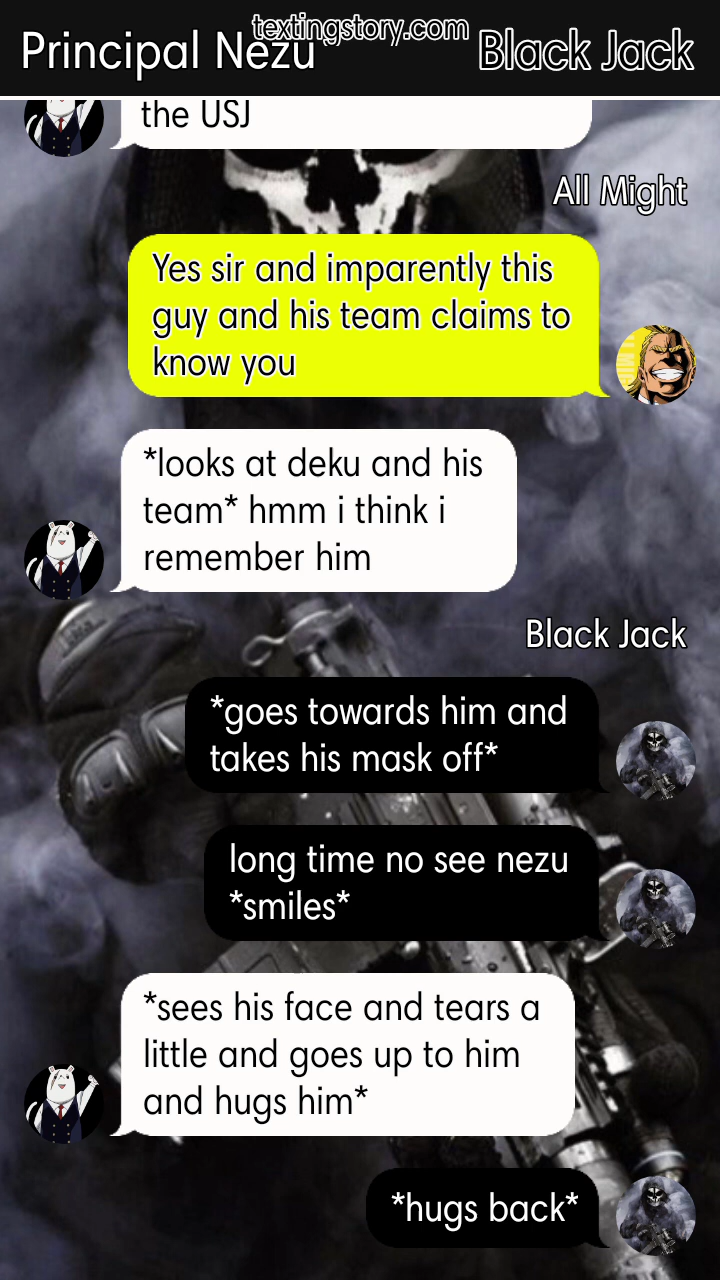 textingstory.com
Principal Nezu
Black Jack
the USJ
All Might
Yes sir and imparently this
guy and his team claims to
know you
*looks at deku and his
team* hmm i think i
remember him
Black Jack
*goes towards him and
takes his mask off*
long time no see nezu
*smiles*
*sees his face and tears a
little and goes up to him
and hugs him*
*hugs back*